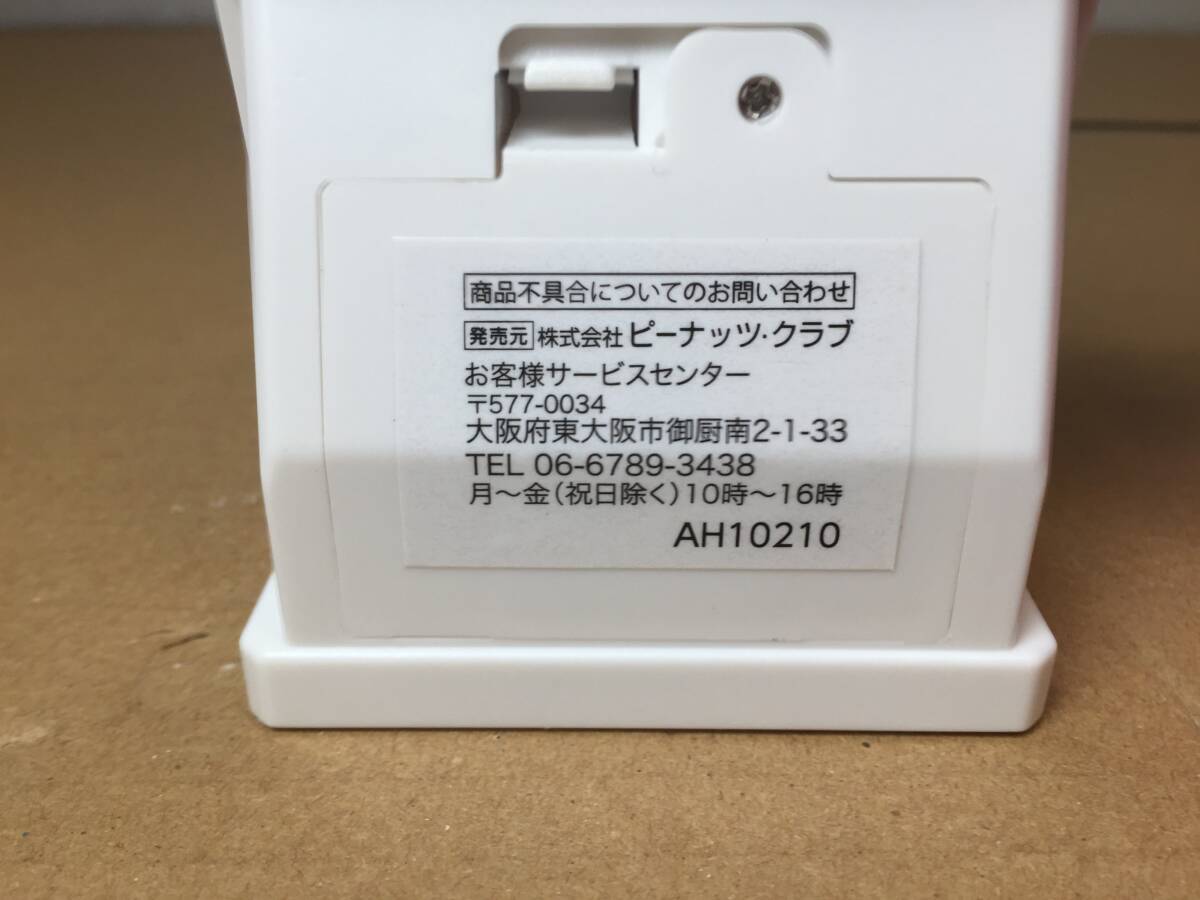 商品不具合についてのお問い合わせ
発売元 株式会社 ピーナッツ・クラブ
お客様サービスセンター
〒577-0034
大阪府東大阪市御厨南2-1-33
TEL 06-6789-3438
月〜金(祝日除く)10時〜16時
AH10210